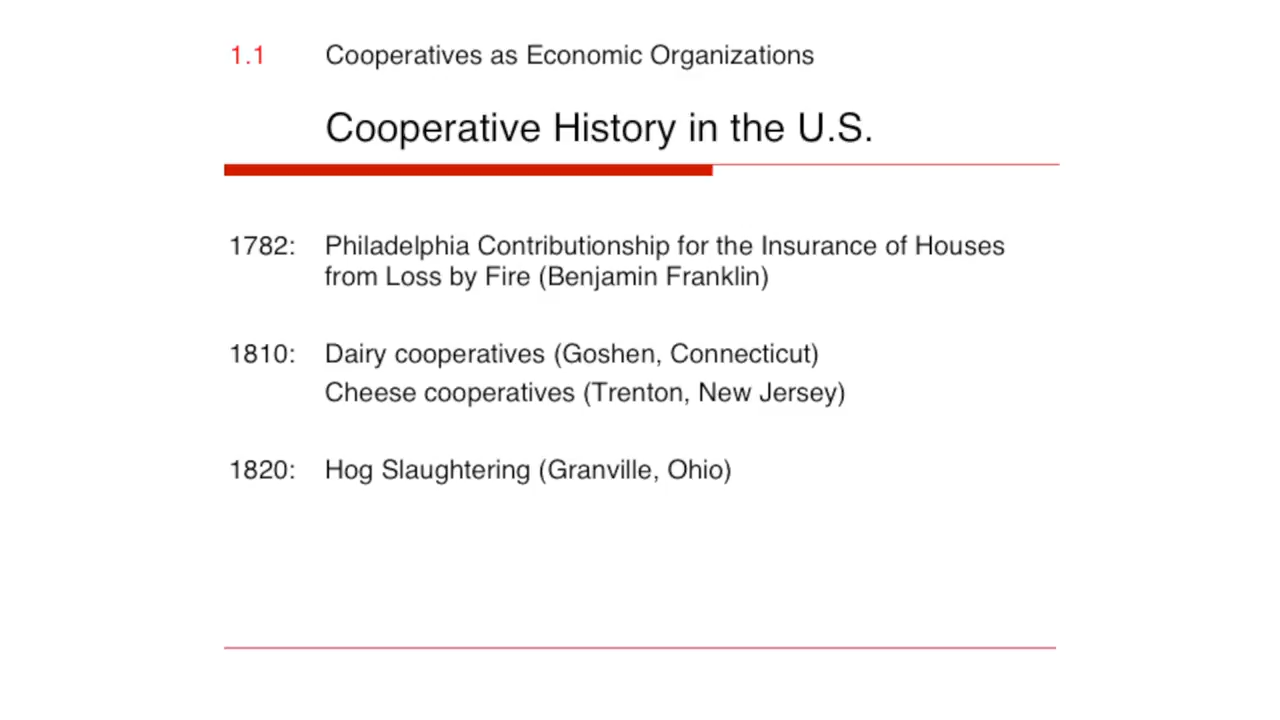 1.1 Cooperatives as Economic Organizations
Cooperative History in the U.S.
1782: Philadelphia Contributionship for the Insurance of Houses
from Loss by Fire (Benjamin Franklin)
1810: Dairy cooperatives (Goshen, Connecticut)
Cheese cooperatives (Trenton, New Jersey)
1820: Hog Slaughtering (Granville, Ohio)